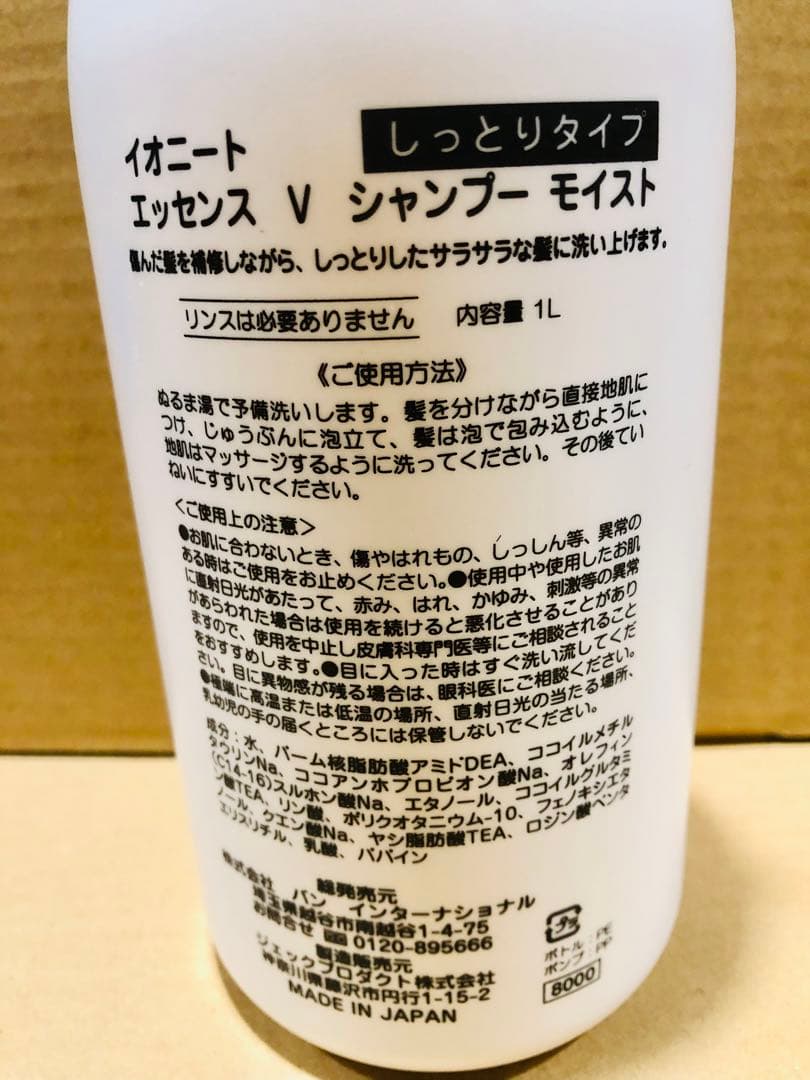 イオニート
しっとりタイプ
エッセンス V シャンプー モイスト
傷んだ髪を補修しながら、しっとりしたサラサラな髪に洗い上げます。
リンスは必要ありません
内容量 1L
《ご使用方法》
ぬるま湯で予備洗いします。髪を分けながら直接地肌に
つけ、じゅうぶんに泡立て、髪は泡で包み込むように、
地肌はマッサージするように洗ってください。その後てい
ねいにすすいでください。
<ご使用上の注意>
●お肌に合わないとき、傷やはれもの、しっしん等、異常の
ある時はご使用をお止めください。●使用中や使用したお肌
に直射日光があたって、赤み、はれ、かゆみ、刺激等の異常
があらわれた場合は使用を続けると悪化させることがあり
ますので、使用を中止し皮膚科専門医等にご相談されること
をおすすめします。●目に入った時はすぐ洗い流してくだ
さい。目に異物感が残る場合は、眼科医にご相談ください。
●極端に高温または低温の場所、直射日光の当たる場所、
乳幼児の手の届くところには保管しないでください。
成分：水、パーム核脂肪酸アミドDEA、ココイルメチル
タウリンNa、ココアンホプロピオン酸Na、オレフィン
(C14-16)スルホン酸Na、エタノール、ココイルグルタミ
ン酸TEA、リン酸、ポリクオタニウム-10、フェノキシエタ
ノール、クエン酸Na、ヤシ脂肪酸TEA、ロジン酸ペンタ
エリスリチル、乳酸、パパイン
総発売元
株式会社 バン インターナショナル
埼玉県越谷市南越谷1-4-75
お問合せ 0120-895666
製造販売元
ジェックプロダクト株式会社
神奈川県藤沢市円行1-15-2
MADE IN JAPAN
プラ
ボトル：PE
ポンプ：PP
8000